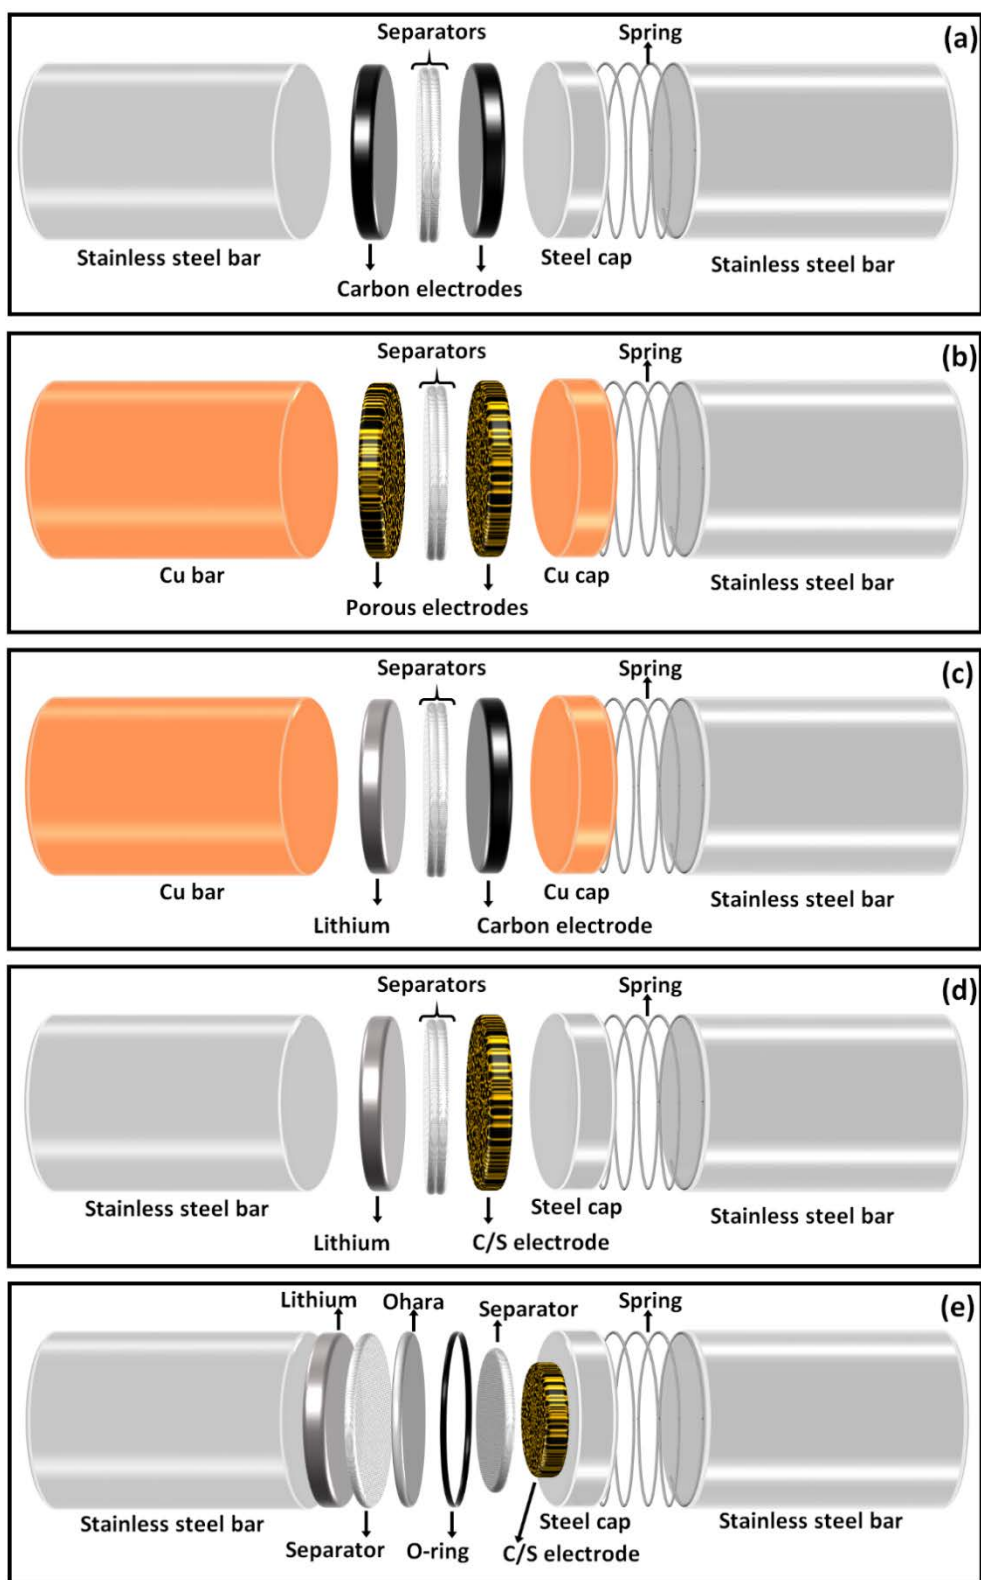 Separators
Spring
(a)
Stainless steel bar
Steel cap
Stainless steel bar
Carbon electrodes
Separators
Spring
(b)
Cu bar
Cu cap
Stainless steel bar
Porous electrodes
Separators
Spring
(c)
Cu bar
Cu cap
Stainless steel bar
Lithium
Carbon electrode
Separators
Spring
(d)
Stainless steel bar
Steel cap
Stainless steel bar
Lithium
C/S electrode
Lithium
Ohara
Separator
Spring
(e)
Stainless steel bar
Steel cap
Stainless steel bar
Separator
O-ring
C/S electrode